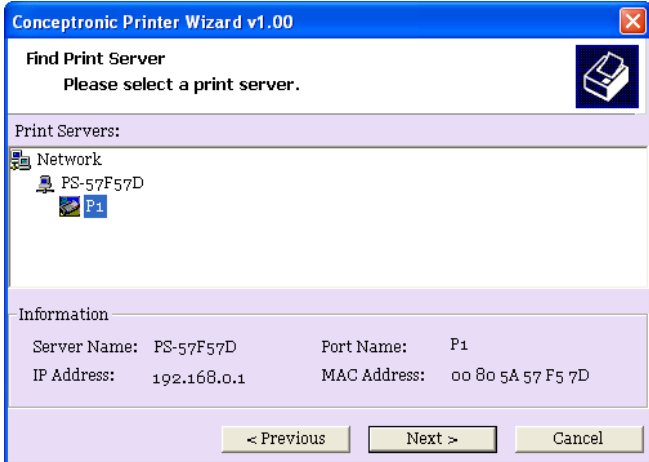 Conceptronic Printer Wizard v1.00
Find Print Server
Please select a print server.
Print Servers:
Network
PS-57F57D
P1
Information
Server Name: PS-57F57D Port Name: P1
IP Address: 192.168.0.1 MAC Address: 00 80 5A 57 F5 7D
< Previous Next > Cancel